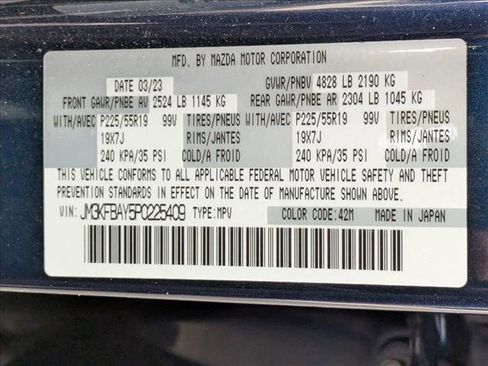 MFD. BY MAZDA MOTOR CORPORATION
DATE 03/23 GVWR/PNBV 4828 LB 2190 KG
FRONT GAWR/PNBE AV 2524 LB 1145 KG REAR GAWR/PNBE AR 2304 LB 1045 KG
WITH/AVEC P225/55R19 99V TIRES/PNEUS WITH/AVEC P225/55R19 99V TIRES/PNEUS
19X7J RIMS/JANTES 19X7J RIMS/JANTES
240 KPA/35 PSI COLD/A FROID 240 KPA/35 PSI COLD/A FROID
THIS VEHICLE CONFORMS TO ALL APPLICABLE FEDERAL MOTOR VEHICLE SAFETY AND THEFT
PREVENTION STANDARDS IN EFFECT ON THE DATE OF MANUFACTURE SHOWN ABOVE.
VIN: JM3KFBAY5P0225409 TYPE: MPV COLOR CODE: 42M MADE IN JAPAN